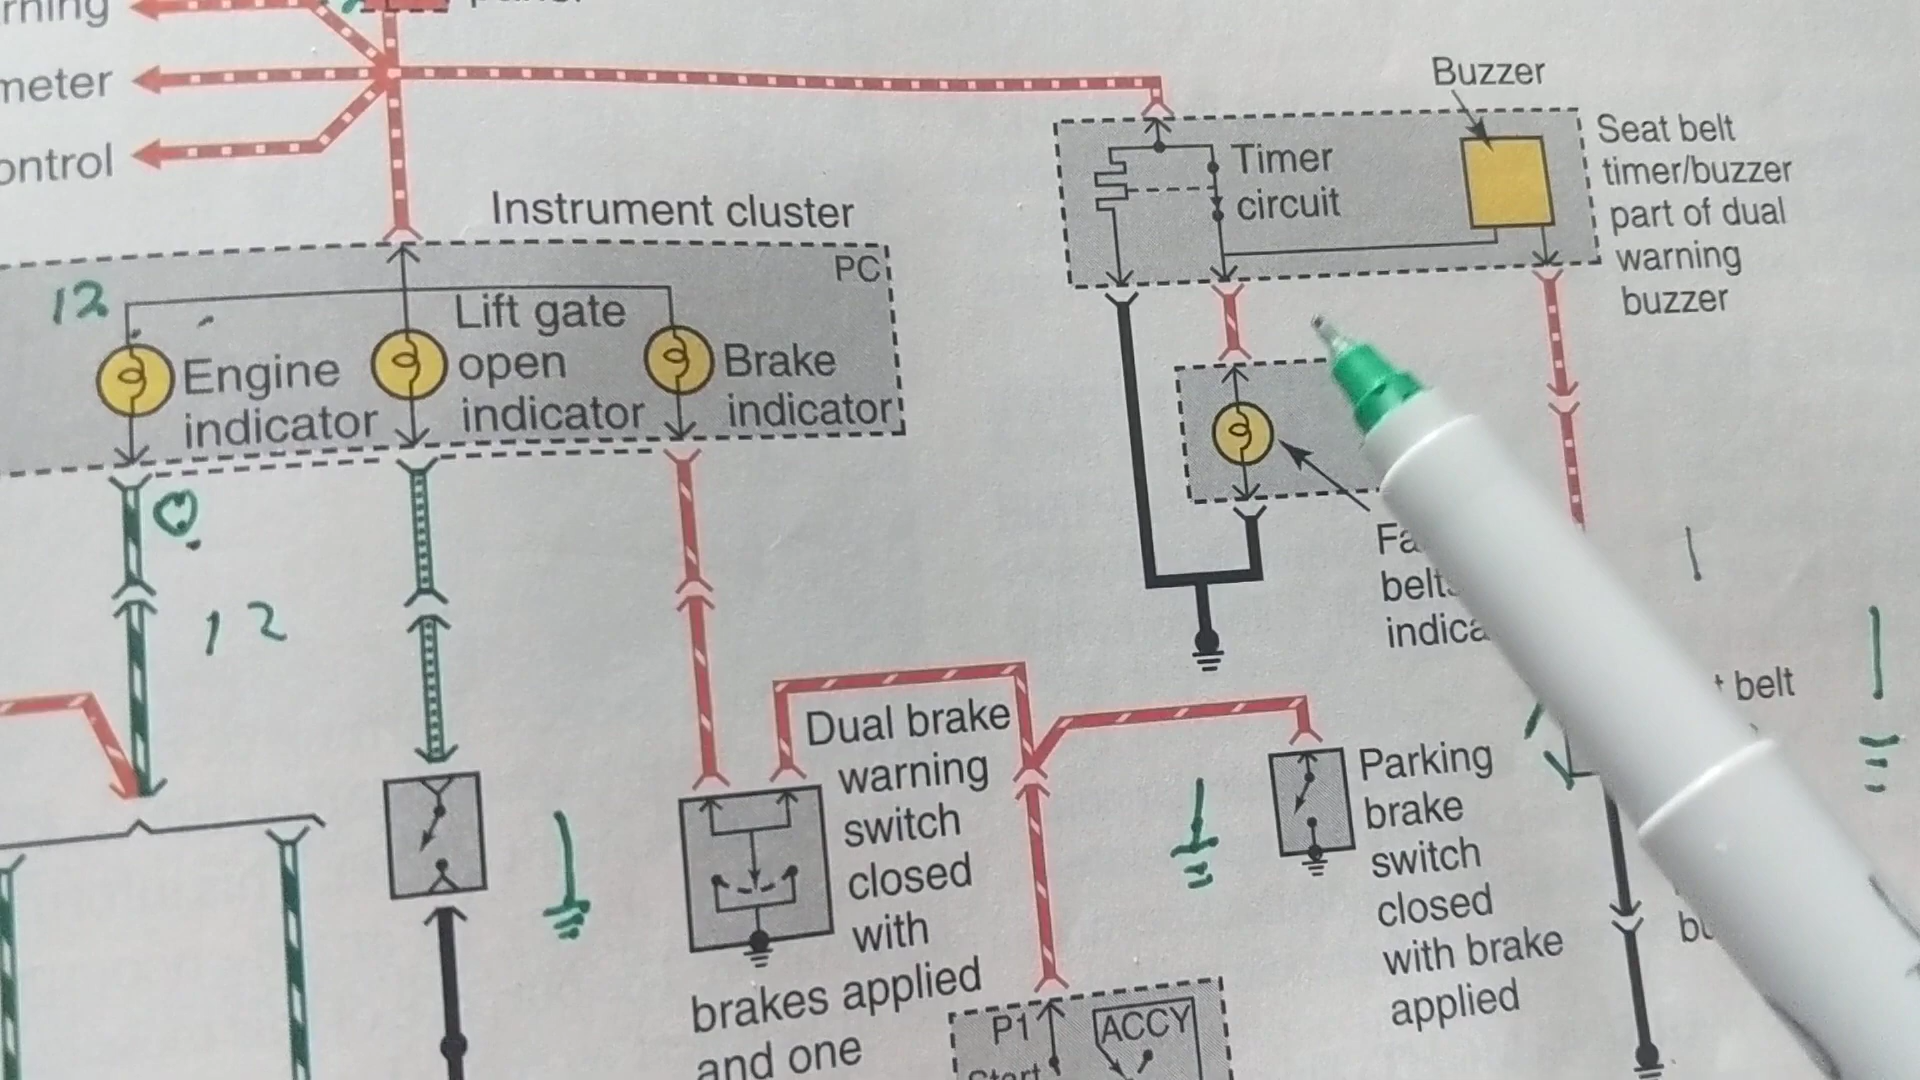 meter
ontrol
Instrument cluster
PC
12
Engine
indicator
Lift gate
open
indicator
Brake
indicator
Buzzer
Timer
circuit
Seat belt
timer/buzzer
part of dual
warning
buzzer
12
belt
Dual brake
warning
switch
closed
with
brakes applied
and one
Parking
brake
switch
closed
with brake
applied
P1
ACCY